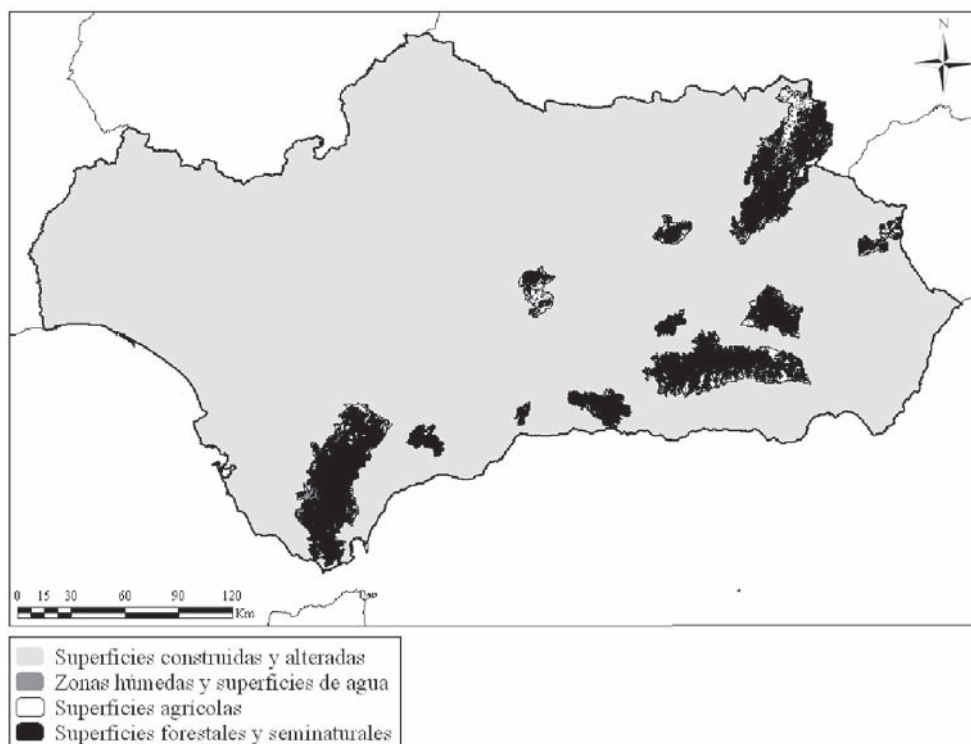 N
0 15 30 60 90 120
Km
Superficies construidas y alteradas
Zonas húmedas y superficies de agua
Superficies agrícolas
Superficies forestales y seminaturales